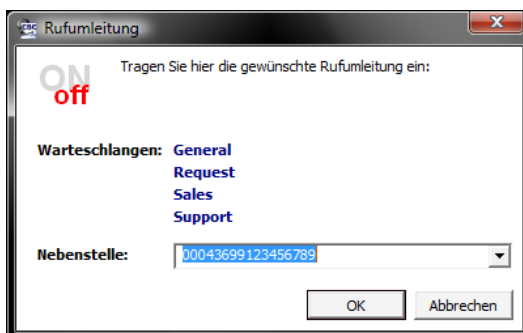 Rufumleitung
ON
off
Tragen Sie hier die gewünschte Rufumleitung ein:
Warteschlangen: General
Request
Sales
Support
Nebenstelle: 00043699123456789
OK Abbrechen